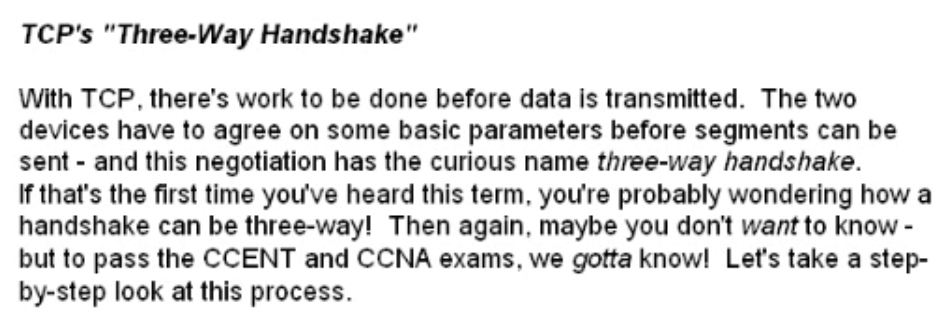 TCP's "Three-Way Handshake"
With TCP, there's work to be done before data is transmitted.  The two
devices have to agree on some basic parameters before segments can be
sent - and this negotiation has the curious name three-way handshake.
If that's the first time you've heard this term, you're probably wondering how a
handshake can be three-way!  Then again, maybe you don't want to know -
but to pass the CCENT and CCNA exams, we gotta know!  Let's take a step-
by-step look at this process.